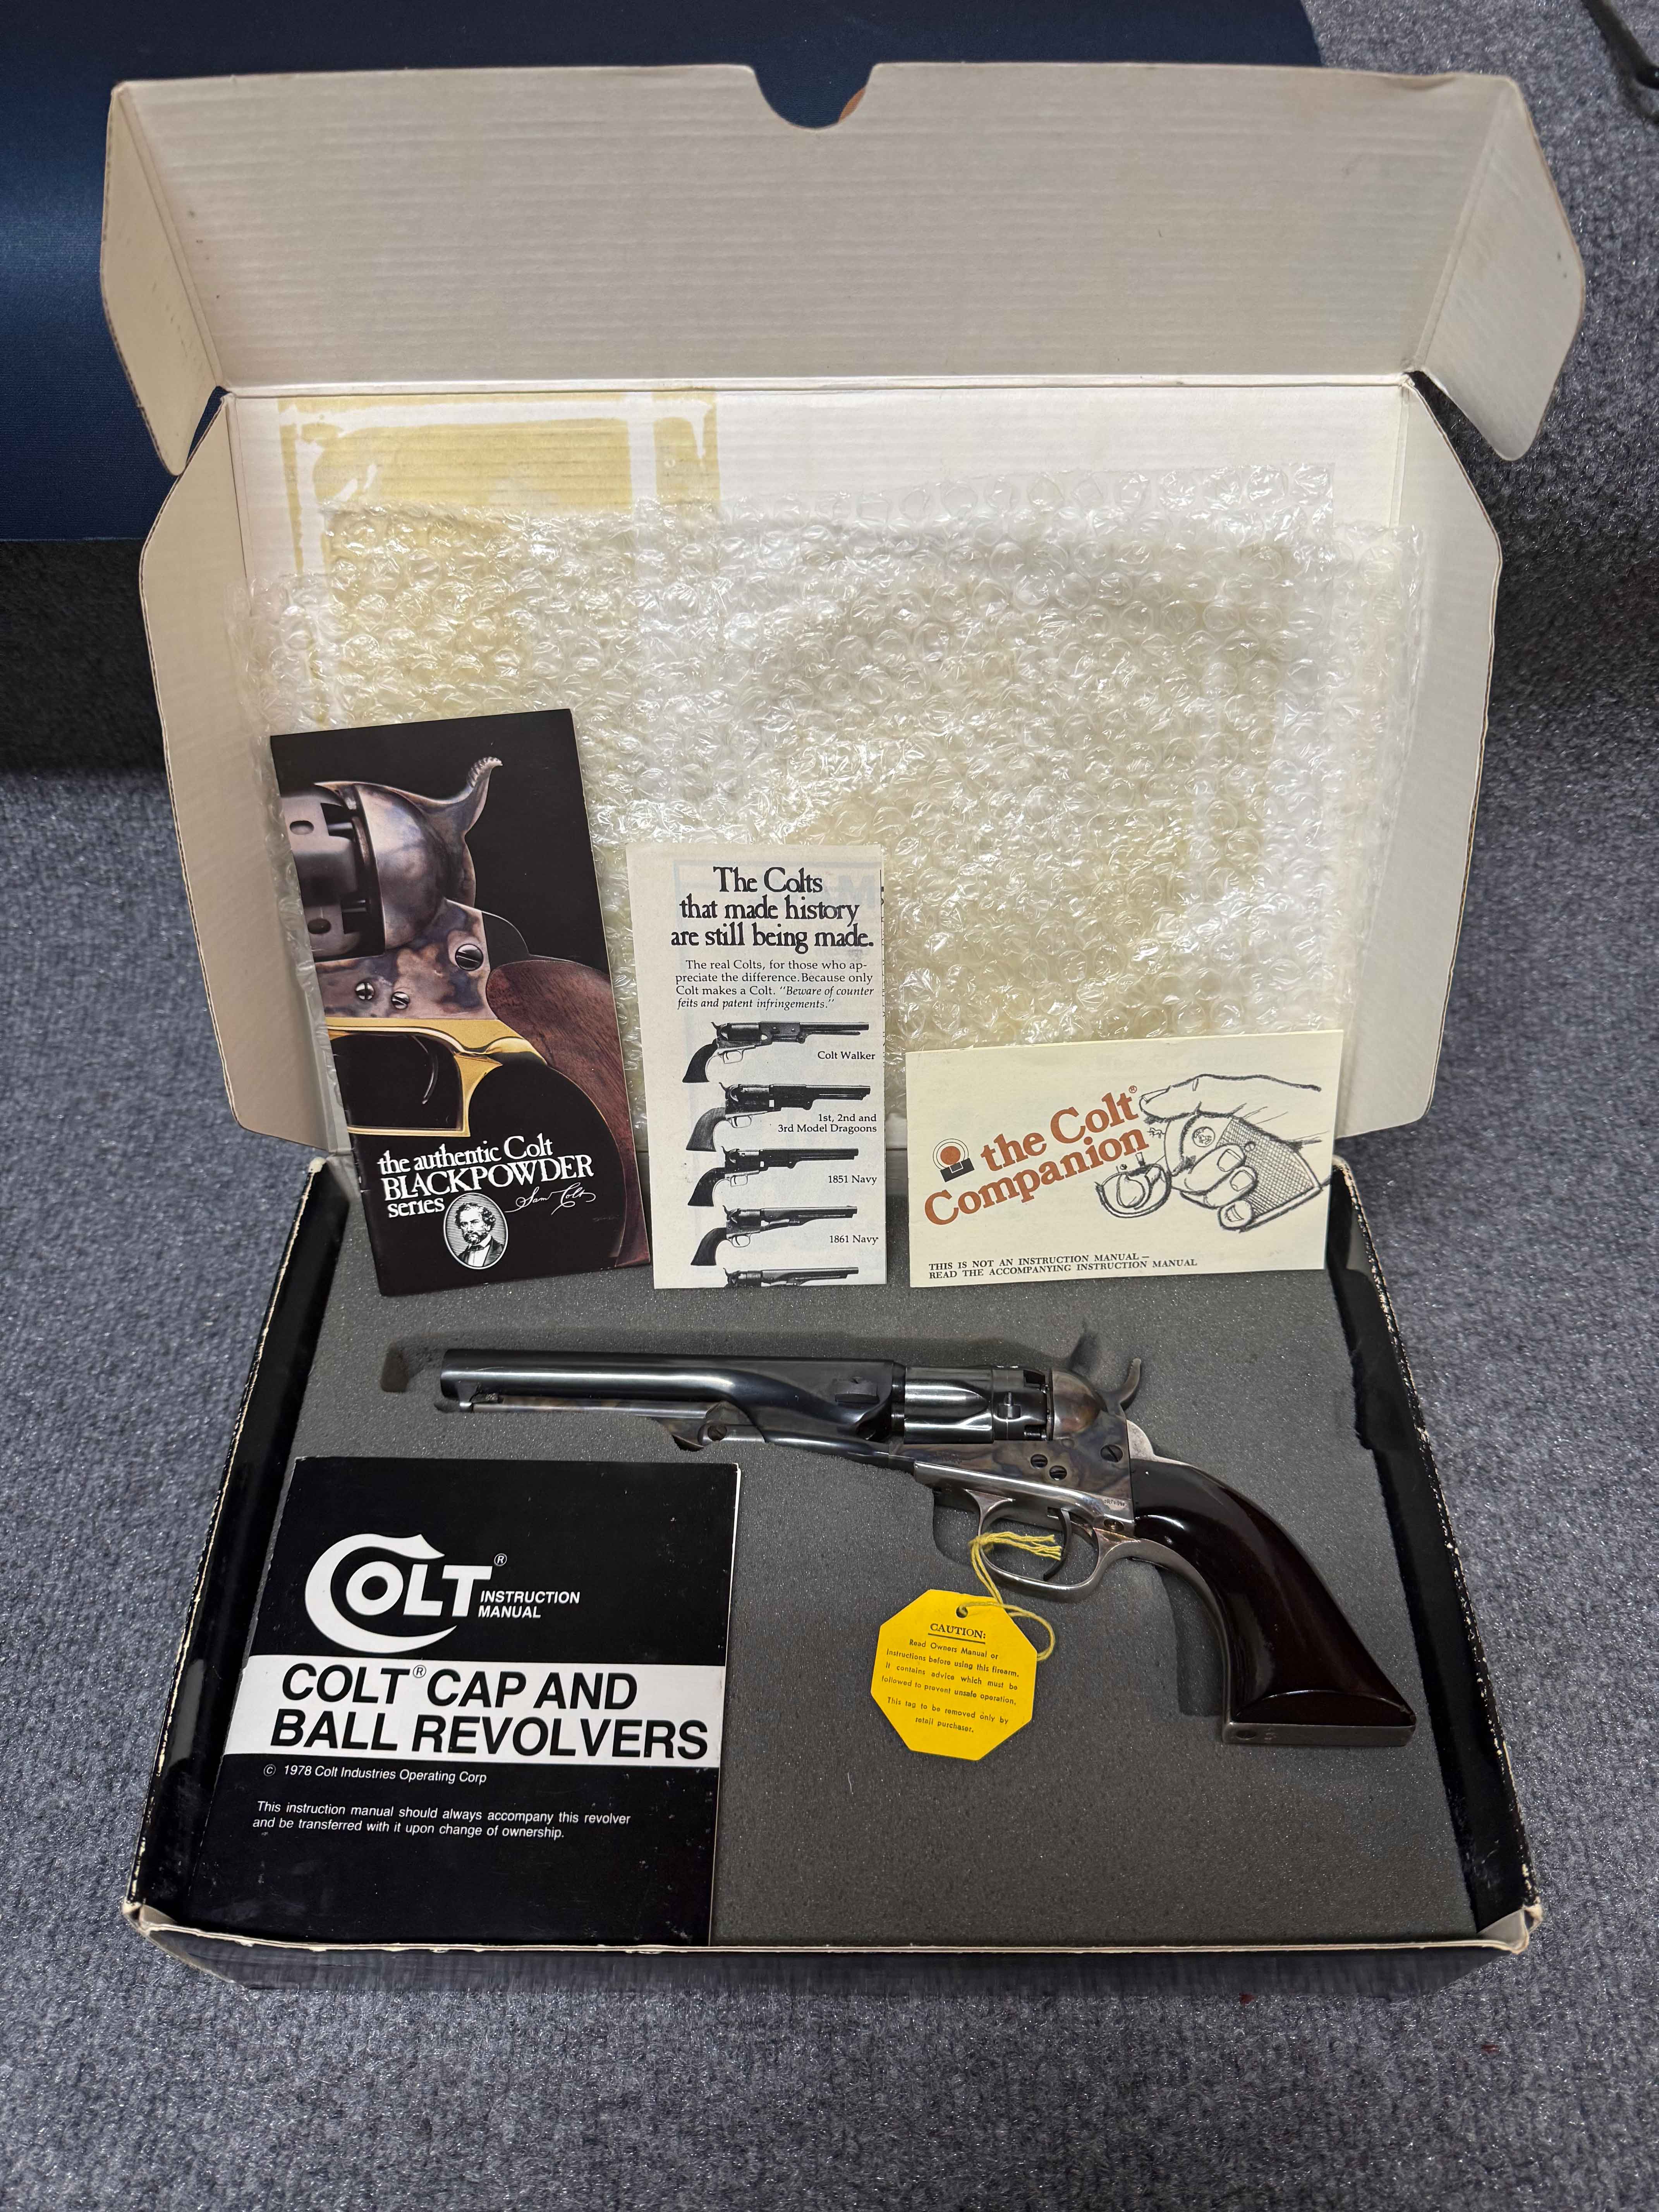 The Colts
that made history
are still being made.
The real Colts, for those who ap-
preciate the difference. Because only
Colt makes a Colt. "Beware of counter
feits and patent infringements."
Colt Walker
1st, 2nd and
3rd Model Dragoons
1851 Navy
1861 Navy
the authentic Colt
BLACKPOWDER
series
Sam Colt
the Colt®
Companion
THIS IS NOT AN INSTRUCTION MANUAL —
READ THE ACCOMPANYING INSTRUCTION MANUAL
COLT®
INSTRUCTION
MANUAL
COLT® CAP AND
BALL REVOLVERS
© 1978 Colt Industries Operating Corp
This instruction manual should always accompany this revolver
and be transferred with it upon change of ownership.
CAUTION:
Read Owners Manual or
instructions before using this firearm.
It contains advice which must be
followed to prevent unsafe operation.
This tag to be removed only by
retail purchaser.